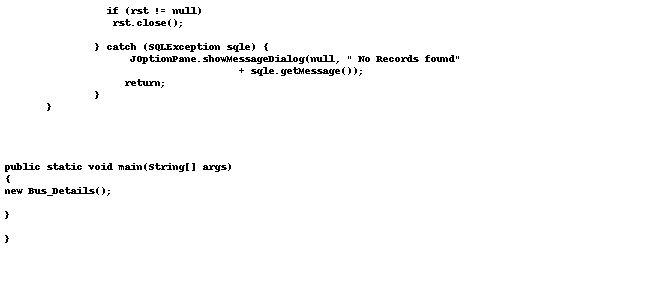 if (rst != null)
rst.close();
} catch (SQLException sqle) {
JOptionPane.showMessageDialog(null, " No Records found"
+ sqle.getMessage());
return;
}
}
public static void main(String[] args)
{
new Bus_Details();
}
}